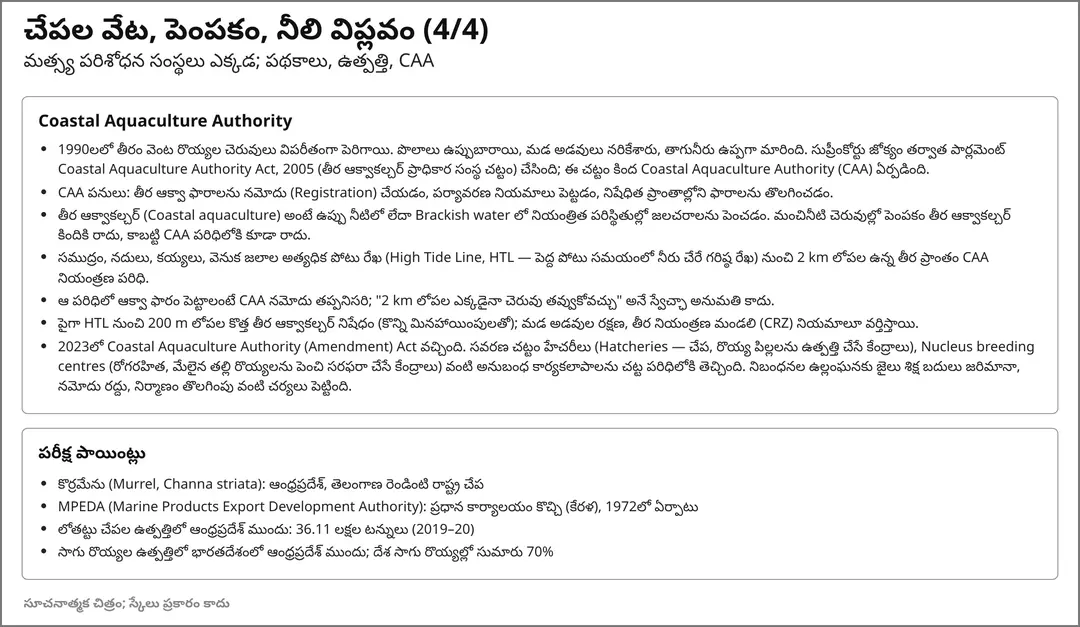 చేపల వేట, పెంపకం, నీలి విప్లవం (4/4)
మత్స్య పరిశోధన సంస్థలు ఎక్కడ; పథకాలు, ఉత్పత్తి, CAA
Coastal Aquaculture Authority
• 1990లలో తీరం వెంట రొయ్యల చెరువులు విపరీతంగా పెరిగాయి. పొలాలు ఉప్పుబారాయి, మడ అడవులు నరికేశారు, తాగునీరు ఉప్పగా మారింది. సుప్రీంకోర్టు జోక్యం తర్వాత పార్లమెంట్
Coastal Aquaculture Authority Act, 2005 (తీర ఆక్వాకల్చర్ ప్రాధికార సంస్థ చట్టం) చేసింది; ఈ చట్టం కింద Coastal Aquaculture Authority (CAA) ఏర్పడింది.
• CAA పనులు: తీర ఆక్వా ఫారాలను నమోదు (Registration) చేయడం, పర్యావరణ నియమాలు పెట్టడం, నిషేధిత ప్రాంతాల్లోని ఫారాలను తొలగించడం.
• తీర ఆక్వాకల్చర్ (Coastal aquaculture) అంటే ఉప్పు నీటిలో లేదా Brackish water లో నియంత్రిత పరిస్థితుల్లో జలచరాలను పెంచడం. మంచినీటి చెరువుల్లో పెంపకం తీర ఆక్వాకల్చర్
కిందికి రాదు, కాబట్టి CAA పరిధిలోకి కూడా రాదు.
• సముద్రం, నదులు, కయ్యలు, వెనుక జలాల అత్యధిక పోటు రేఖ (High Tide Line, HTL — పెద్ద పోటు సమయంలో నీరు చేరే గరిష్ఠ రేఖ) నుంచి 2 km లోపల ఉన్న తీర ప్రాంతం CAA
నియంత్రణ పరిధి.
• ఆ పరిధిలో ఆక్వా ఫారం పెట్టాలంటే CAA నమోదు తప్పనిసరి; "2 km లోపల ఎక్కడైనా చెరువు తవ్వుకోవచ్చు" అనే స్వేచ్ఛా అనుమతి కాదు.
• పైగా HTL నుంచి 200 m లోపల కొత్త తీర ఆక్వాకల్చర్ నిషేధం (కొన్ని మినహాయింపులతో); మడ అడవుల రక్షణ, తీర నియంత్రణ మండలి (CRZ) నియమాలూ వర్తిస్తాయి.
• 2023లో Coastal Aquaculture Authority (Amendment) Act వచ్చింది. సవరణ చట్టం హేచరీలు (Hatcheries — చేప, రొయ్య పిల్లలను ఉత్పత్తి చేసే కేంద్రాలు), Nucleus breeding
centres (రోగరహిత, మేలైన తల్లి రొయ్యలను పెంచి సరఫరా చేసే కేంద్రాలు) వంటి అనుబంధ కార్యకలాపాలను చట్ట పరిధిలోకి తెచ్చింది. నిబంధనల ఉల్లంఘనకు జైలు శిక్ష బదులు జరిమానా,
నమోదు రద్దు, నిర్మాణం తొలగింపు వంటి చర్యలు పెట్టింది.
పరీక్ష పాయింట్లు
• కొర్రమేను (Murrel, Channa striata): ఆంధ్రప్రదేశ్, తెలంగాణ రెండింటి రాష్ట్ర చేప
• MPEDA (Marine Products Export Development Authority): ప్రధాన కార్యాలయం కొచ్చి (కేరళ), 1972లో ఏర్పాటు
• లోతట్టు చేపల ఉత్పత్తిలో ఆంధ్రప్రదేశ్ ముందు: 36.11 లక్షల టన్నులు (2019–20)
• సాగు రొయ్యల ఉత్పత్తిలో భారతదేశంలో ఆంధ్రప్రదేశ్ ముందు; దేశ సాగు రొయ్యల్లో సుమారు 70%
సూచనాత్మక చిత్రం; స్కేలు ప్రకారం కాదు